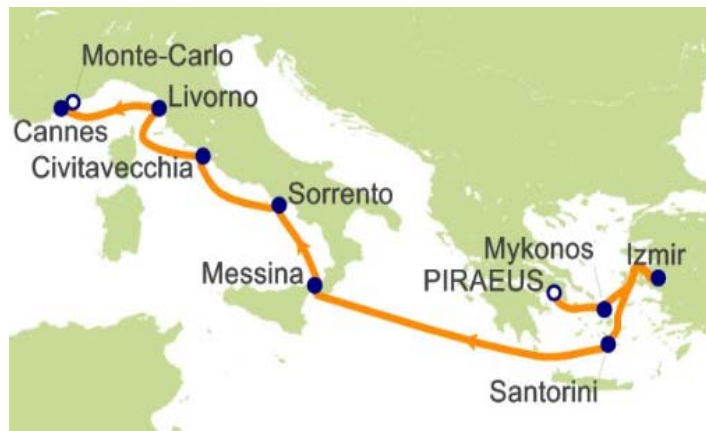 Monte-Carlo
Livorno
Cannes
Civitavecchia
Sorrento
Messina
Mykonos
Izmir
PIRAEUS
Santorini